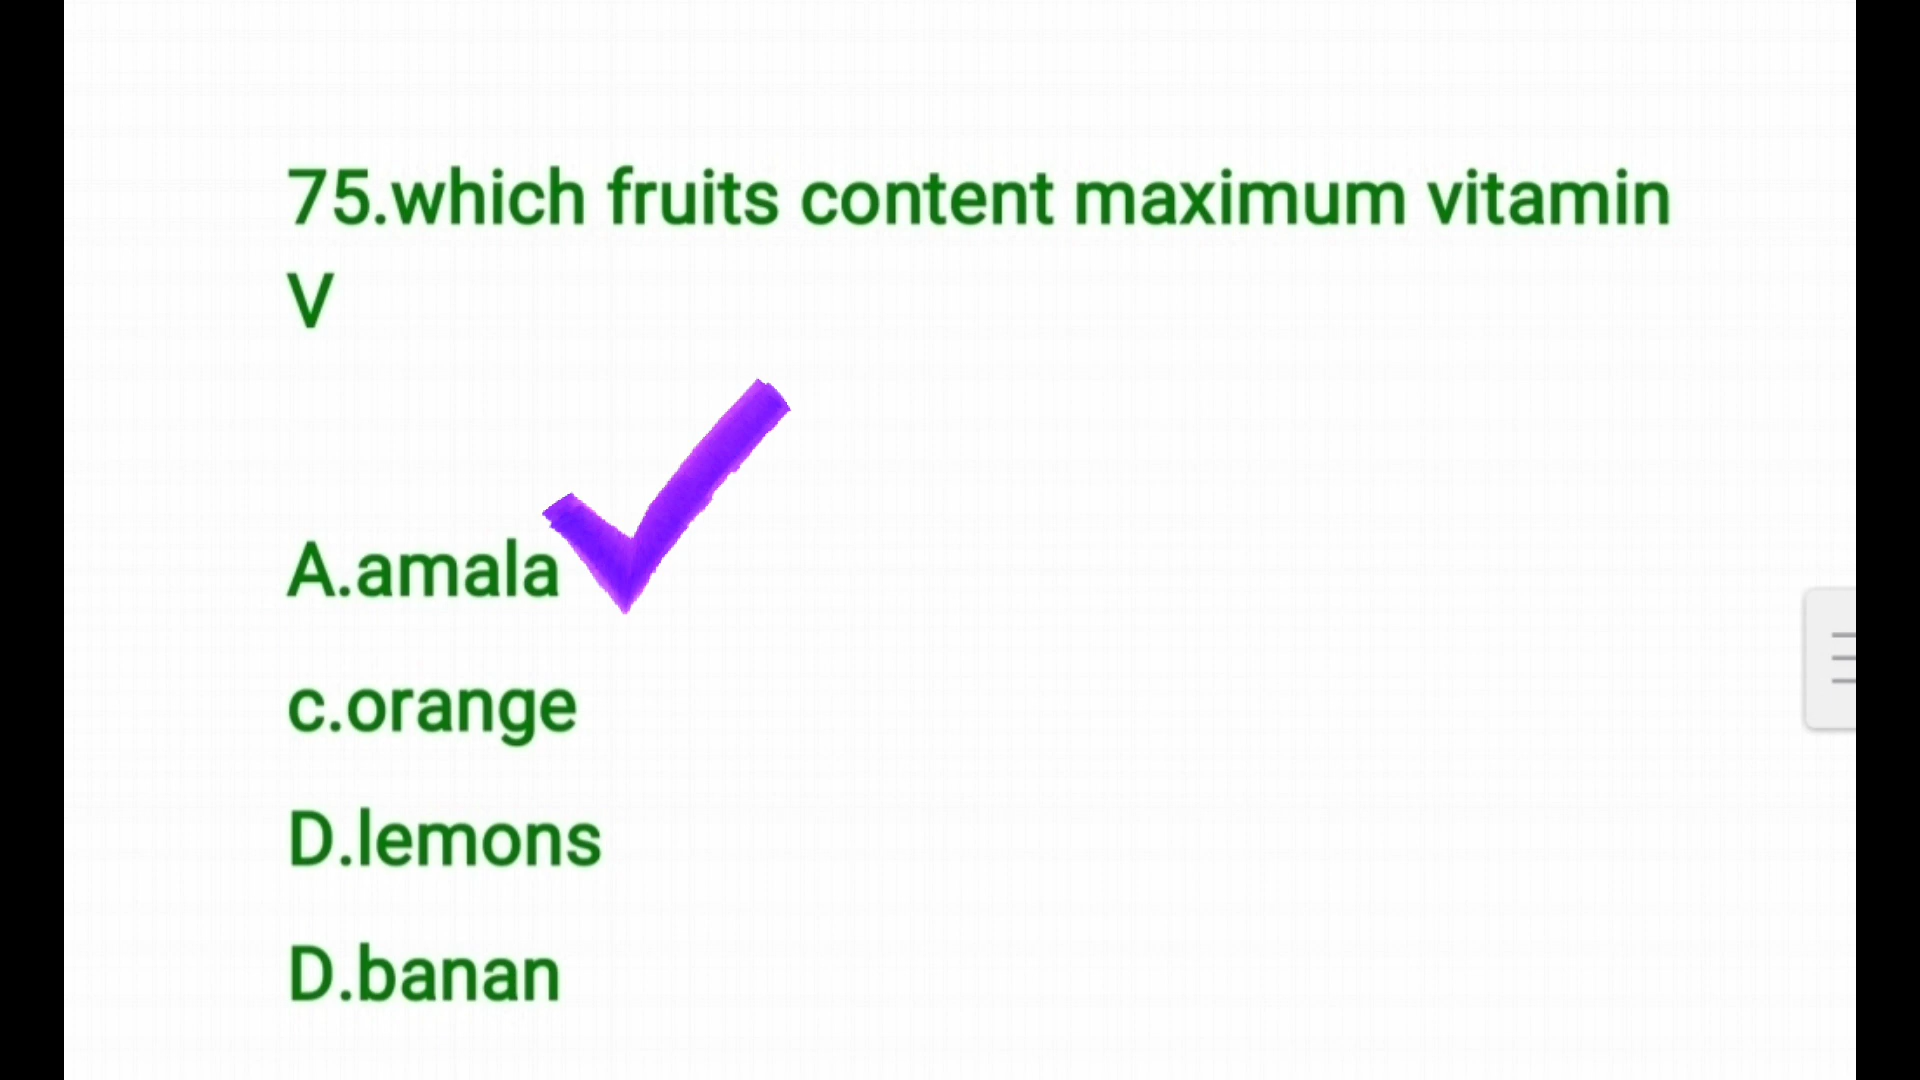 75.which fruits content maximum vitamin
V
A.amala
c.orange
D.lemons
D.banan